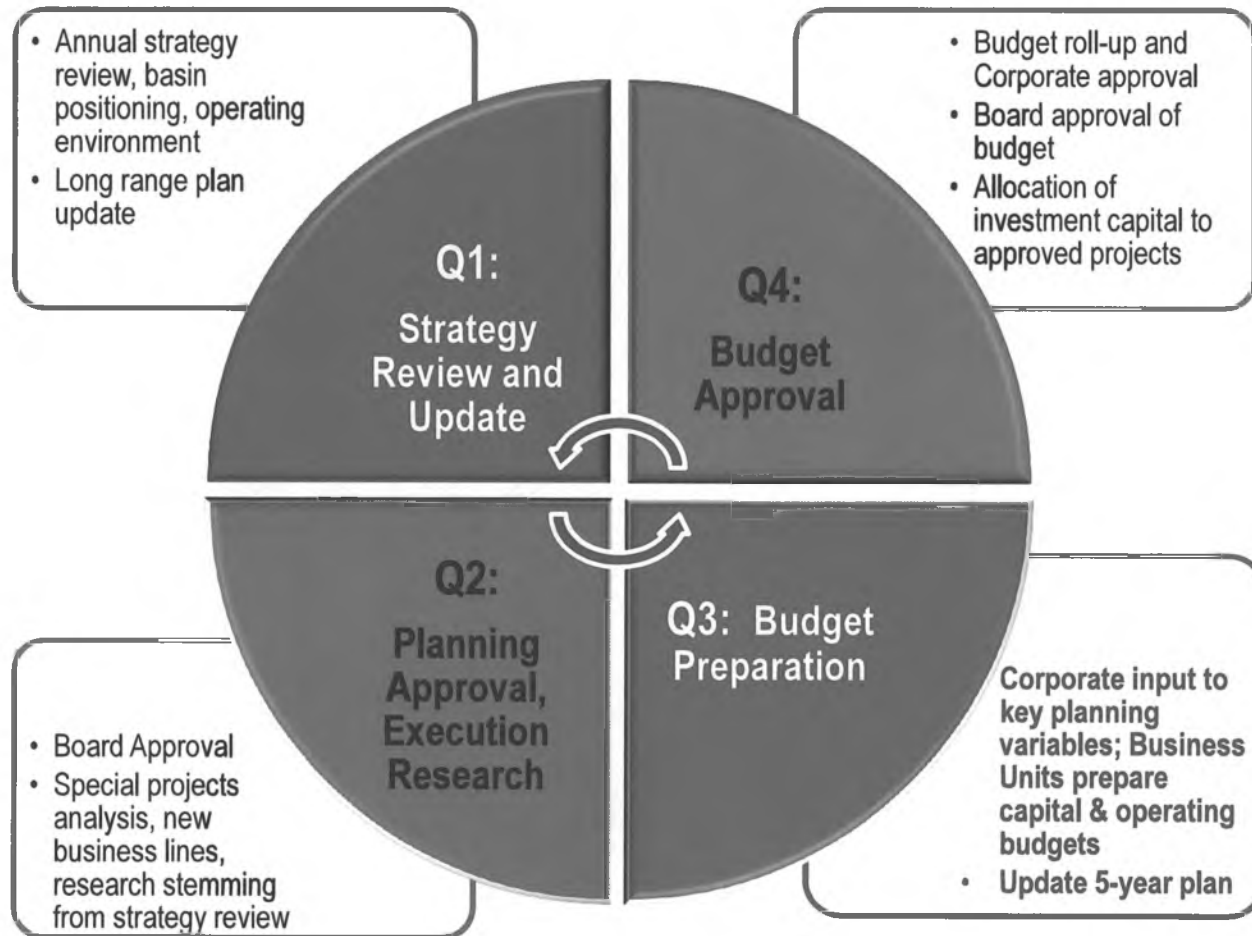 • Annual strategy
review, basin
positioning, operating
environment
• Long range plan
update
• Budget roll-up and
Corporate approval
• Board approval of
budget
• Allocation of
investment capital to
approved projects
Q1:
Strategy
Review and
Update
Q4:
Budget
Approval
Q2:
Planning
Approval,
Execution
Research
Q3: Budget
Preparation
• Board Approval
• Special projects
analysis, new
business lines,
research stemming
from strategy review
Corporate input to
key planning
variables; Business
Units prepare
capital & operating
budgets
• Update 5-year plan